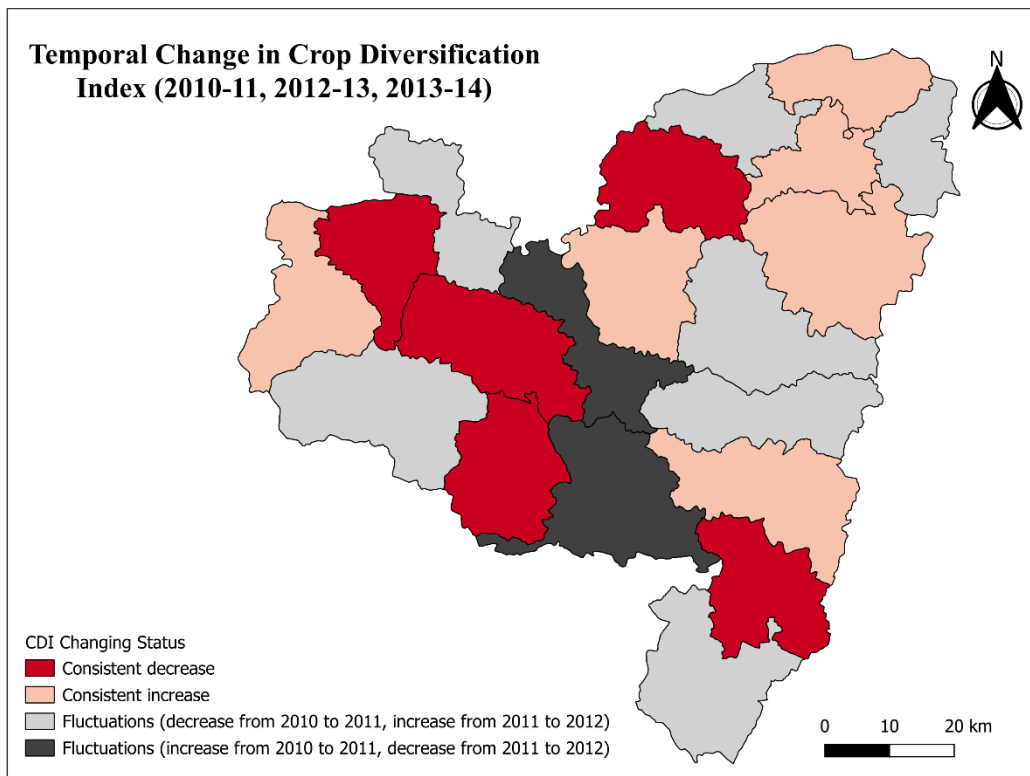 Temporal Change in Crop Diversification
Index (2010-11, 2012-13, 2013-14)
N
CDI Changing Status
Consistent decrease
Consistent increase
Fluctuations (decrease from 2010 to 2011, increase from 2011 to 2012)
Fluctuations (increase from 2010 to 2011, decrease from 2011 to 2012)
0 10 20 km